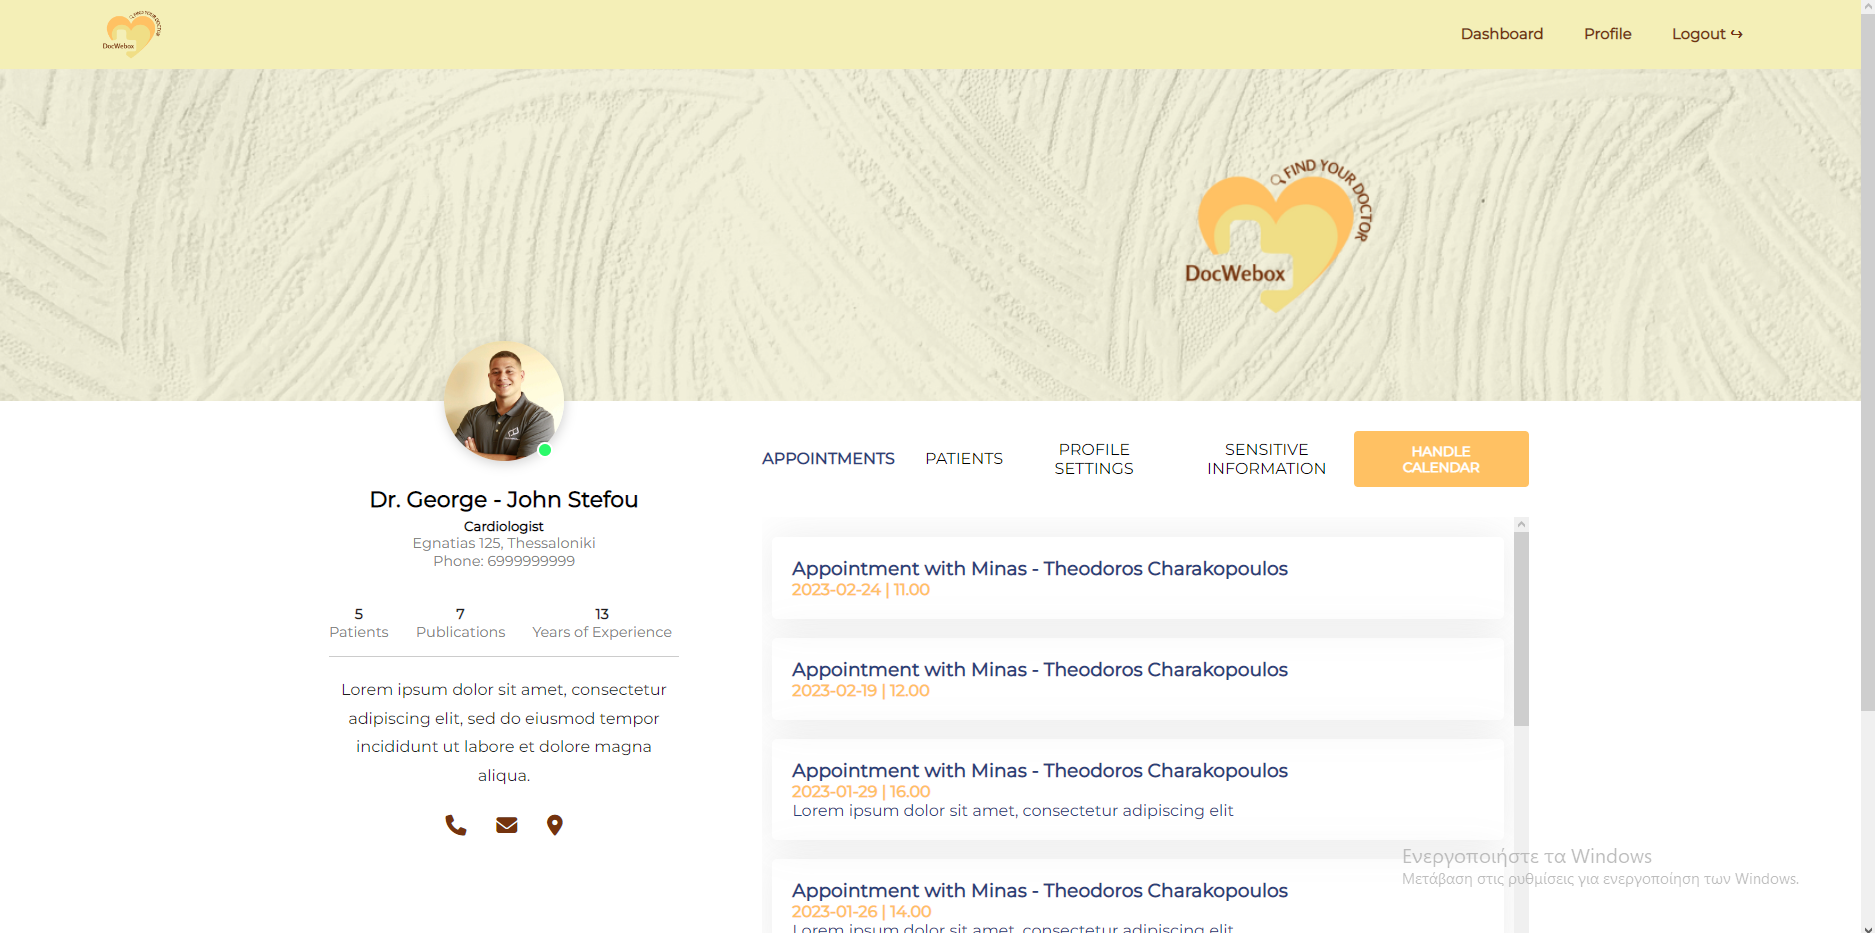 FIND YOUR DOCTOR
DocWebox
Dashboard
Profile
Logout
FIND YOUR DOCTOR
DocWebox
Dr. George - John Stefou
Cardiologist
Egnatias 125, Thessaloniki
Phone: 6999999999
5
Patients
7
Publications
13
Years of Experience
Lorem ipsum dolor sit amet, consectetur
adipiscing elit, sed do eiusmod tempor
incididunt ut labore et dolore magna
aliqua.
APPOINTMENTS
PATIENTS
PROFILE
SETTINGS
SENSITIVE
INFORMATION
HANDLE
CALENDAR
Appointment with Minas - Theodoros Charakopoulos
2023-02-24 | 11.00
Appointment with Minas - Theodoros Charakopoulos
2023-02-19 | 12.00
Appointment with Minas - Theodoros Charakopoulos
2023-01-29 | 16.00
Lorem ipsum dolor sit amet, consectetur adipiscing elit
Appointment with Minas - Theodoros Charakopoulos
2023-01-26 | 14.00
Lorem ipsum dolor sit amet, consectetur adipiscing elit
Ενεργοποιήστε τα Windows
Μετάβαση στις ρυθμίσεις για ενεργοποίηση των Windows.